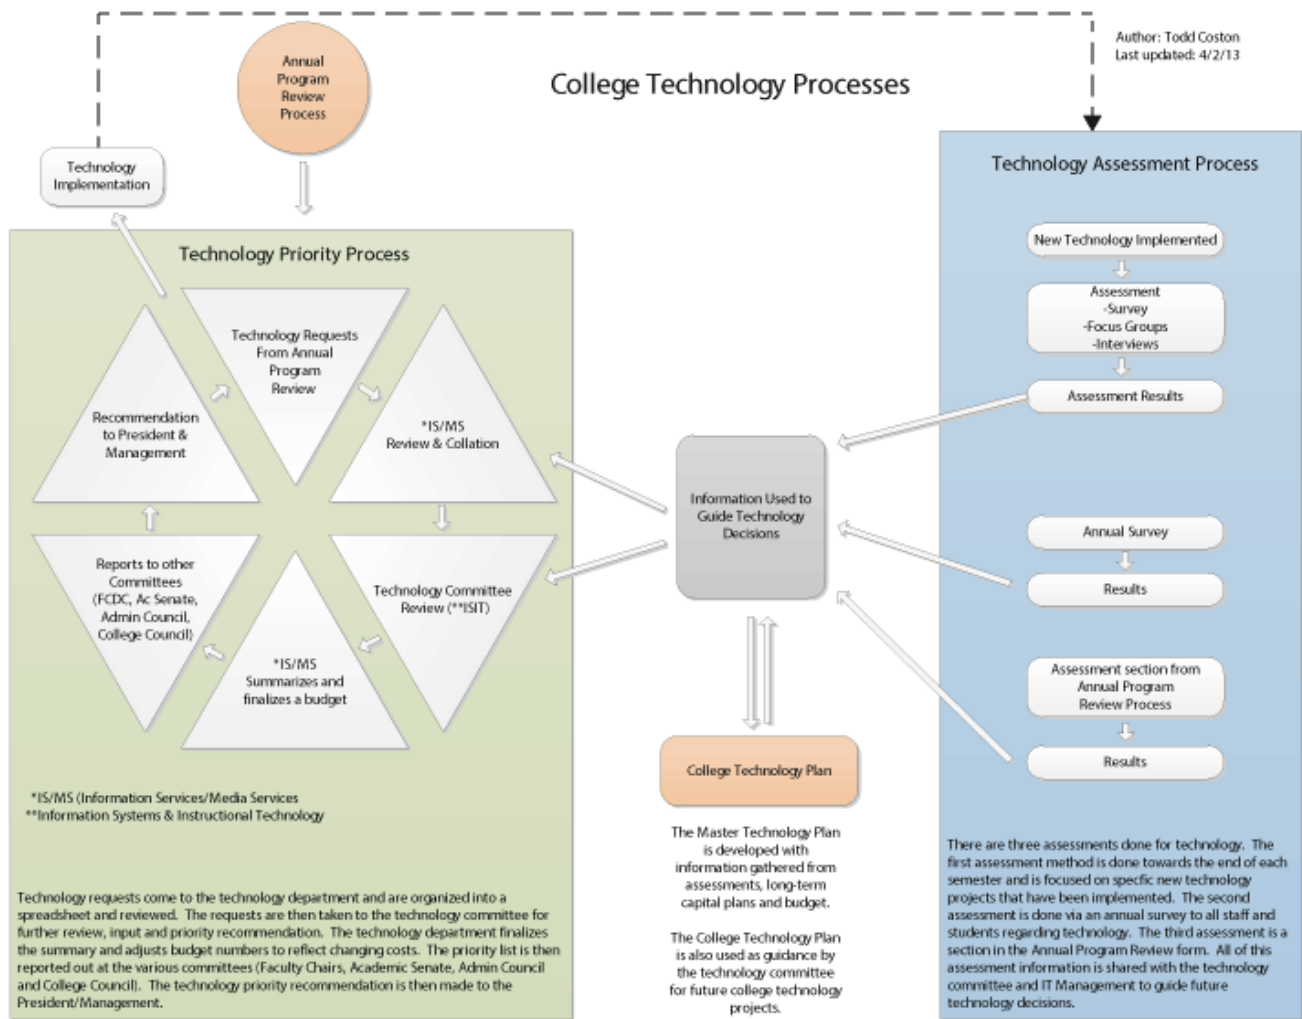 Author: Todd Coston
Last updated: 4/2/13
College Technology Processes
Annual
Program
Review
Process
Technology
Implementation
Technology Priority Process
Technology Requests
From Annual
Program
Review
*IS/MS
Review & Collation
Technology Committee
Review (**ISIT)
*IS/MS
Summarizes and
finalizes a budget
Reports to other
Committees
(FCDC, Ac Senate,
Admin Council,
College Council)
Recommendation
to President &
Management
*IS/MS (Information Services/Media Services
**Information Systems & Instructional Technology
Technology requests come to the technology department and are organized into a
spreadsheet and reviewed. The requests are then taken to the technology committee for
further review, input and priority recommendation. The technology department finalizes
the summary and adjusts budget numbers to reflect changing costs. The priority list is then
reported out at the various committees (Faculty Chairs, Academic Senate, Admin Council
and College Council). The technology priority recommendation is then made to the
President/Management.
Information Used to
Guide Technology
Decisions
College Technology Plan
The Master Technology Plan
is developed with
information gathered from
assessments, long-term
capital plans and budget.
The College Technology Plan
is also used as guidance by
the technology committee
for future college technology
projects.
Technology Assessment Process
New Technology Implemented
Assessment
-Survey
-Focus Groups
-Interviews
Assessment Results
Annual Survey
Results
Assessment section from
Annual Program
Review Process
Results
There are three assessments done for technology. The
first assessment method is done towards the end of each
semester and is focused on specfic new technology
projects that have been implemented. The second
assessment is done via an annual survey to all staff and
students regarding technology. The third assessment is a
section in the Annual Program Review form. All of this
assessment information is shared with the technology
committee and IT Management to guide future
technology decisions.